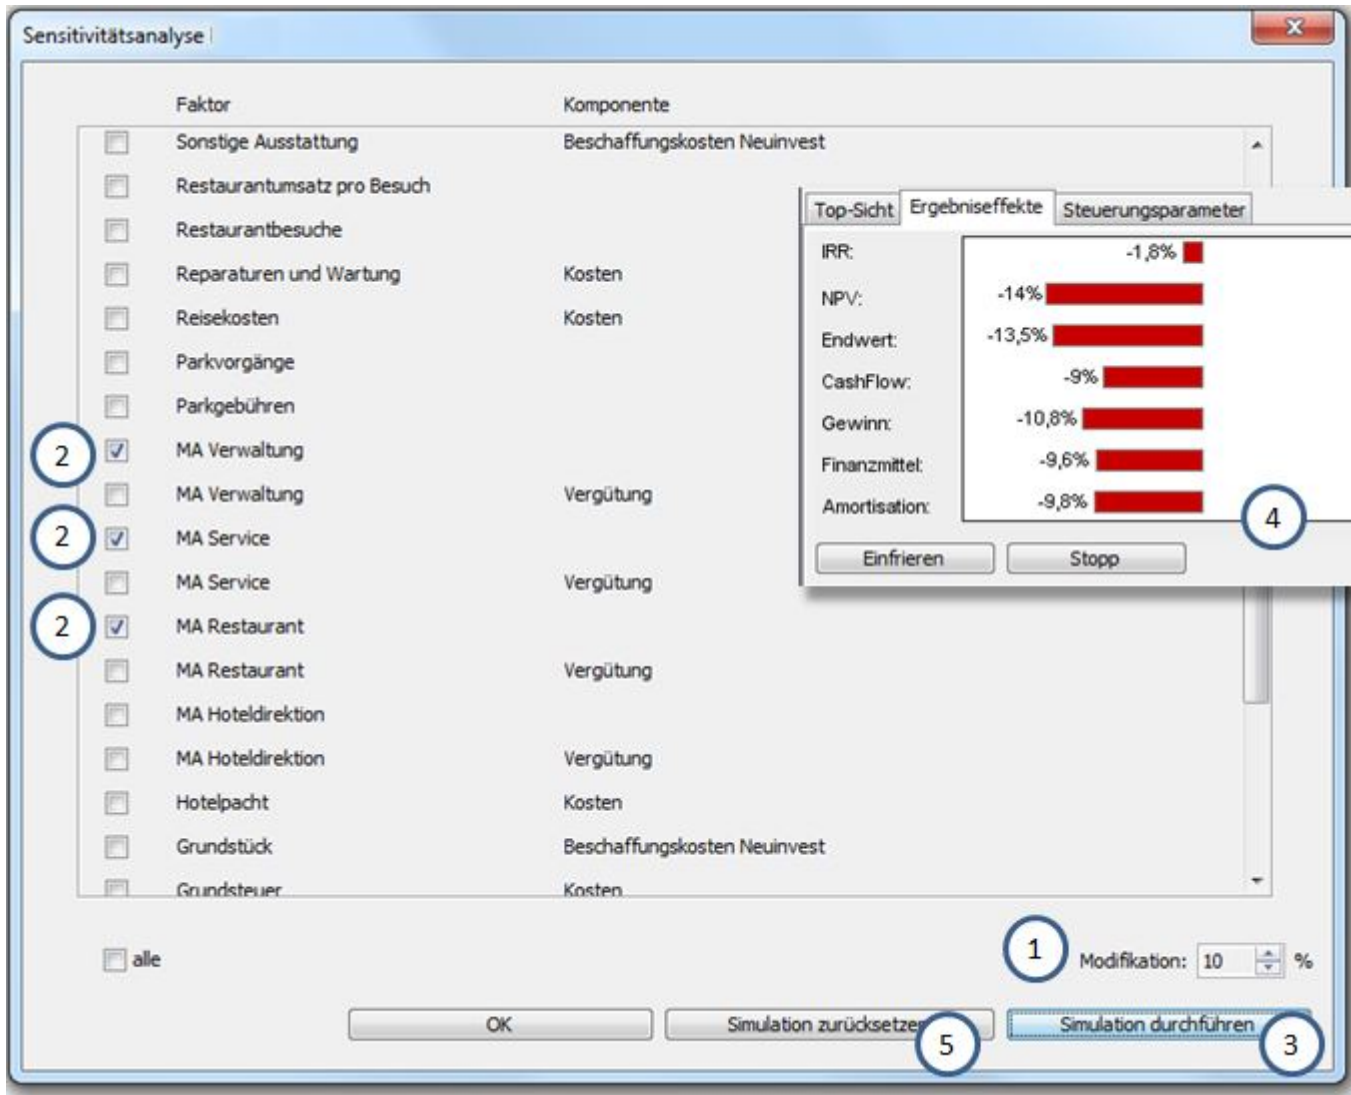 Sensitivitätsanalyse
Faktor Komponente
Sonstige Ausstattung Beschaffungskosten Neuinvest
Restaurantumsatz pro Besuch
Restaurantbesuche
Reparaturen und Wartung Kosten
Reisekosten Kosten
Parkvorgänge
Parkgebühren
2 MA Verwaltung
MA Verwaltung Vergütung
2 MA Service
MA Service Vergütung
2 MA Restaurant
MA Restaurant Vergütung
MA Hoteldirektion
MA Hoteldirektion Vergütung
Hotelpacht Kosten
Grundstück Beschaffungskosten Neuinvest
Grundsteuer Kosten
Top-Sicht Ergebniseffekte Steuerungsparameter
IRR: -1,8%
NPV: -14%
Endwert: -13,5%
CashFlow: -9%
Gewinn: -10,8%
Finanzmittel: -9,6%
Amortisation: -9,8%
4
Einfrieren Stopp
alle
1 Modifikation: 10 %
OK Simulation zurücksetzen 5 Simulation durchführen 3